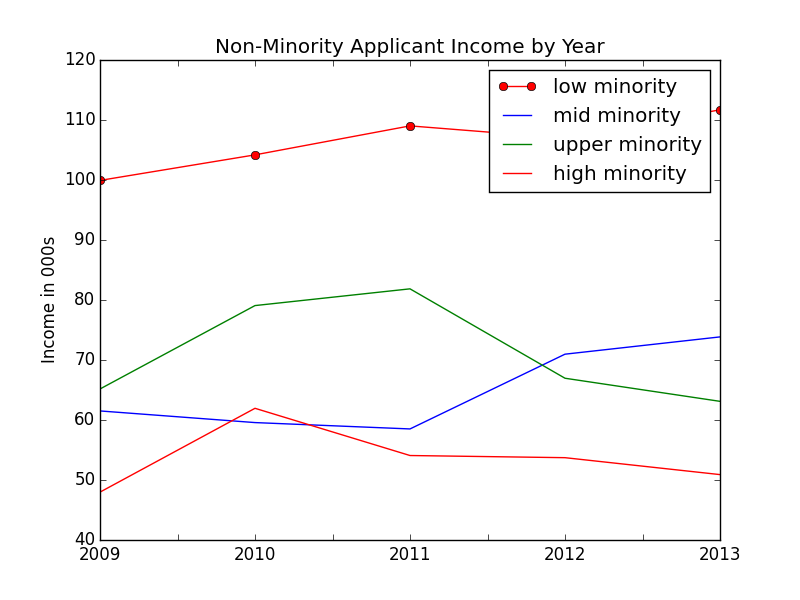 Non-Minority Applicant Income by Year
120
110
100
90
80
70
60
50
40
Income in 000s
low minority
mid minority
upper minority
high minority
2009 2010 2011 2012 2013